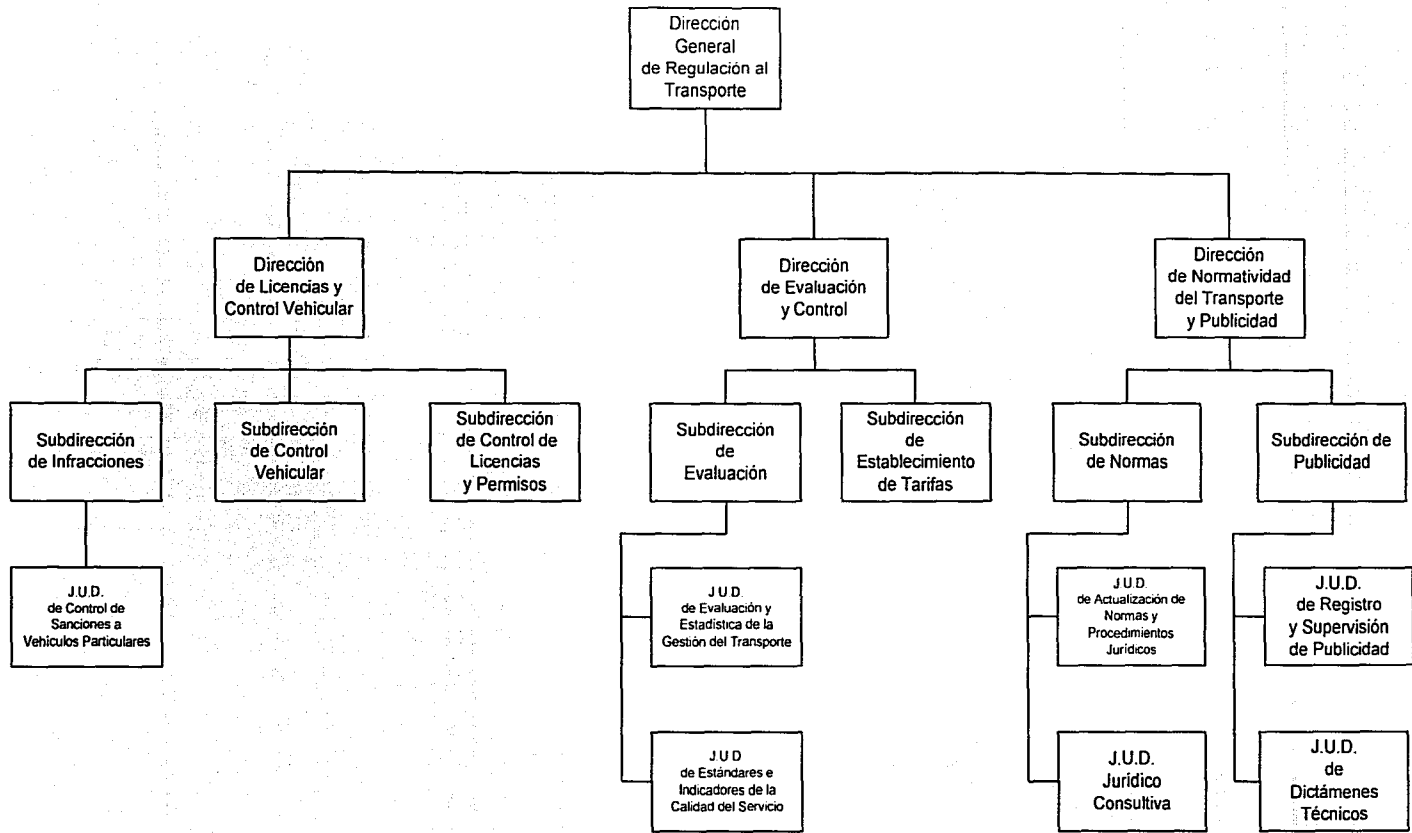 Dirección
General
de Regulación al
Transporte
Dirección
de Licencias y
Control Vehicular
Dirección
de Evaluación
y Control
Dirección
de Normatividad
del Transporte
y Publicidad
Subdirección
de Infracciones
Subdirección
de Control
Vehicular
Subdirección
de Control de
Licencias
y Permisos
Subdirección
de
Evaluación
Subdirección
de
Establecimiento
de Tarifas
Subdirección
de Normas
Subdirección de
Publicidad
J.U.D.
de Control de
Sanciones a
Vehículos Particulares
J.U.D.
de Evaluación y
Estadística de la
Gestión del Transporte
J.U.D.
de Actualización de
Normas y
Procedimientos
Jurídicos
J.U.D.
de Registro
y Supervisión
de Publicidad
J.U.D
de Estándares e
Indicadores de la
Calidad del Servicio
J.U.D.
Jurídico
Consultiva
J.U.D.
de
Dictámenes
Técnicos